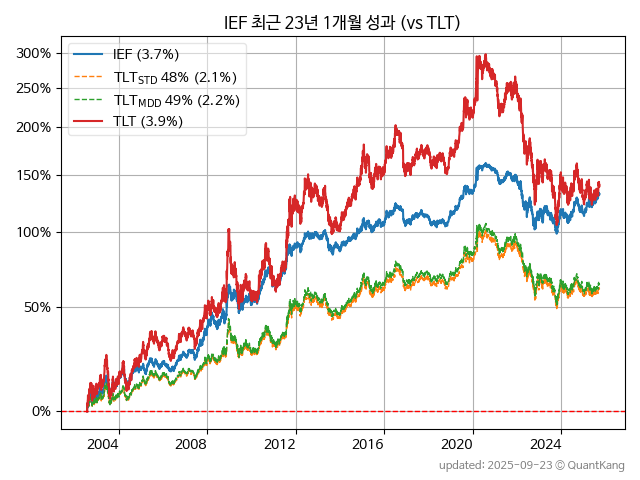 IEF 최근 23년 1개월 성과 (vs TLT)
IEF (3.7%)
TLT_STD 48% (2.1%)
TLT_MDD 49% (2.2%)
TLT (3.9%)
300%
250%
200%
150%
100%
50%
0%
2004 2008 2012 2016 2020 2024
updated: 2025-09-23 ⓒ QuantKang